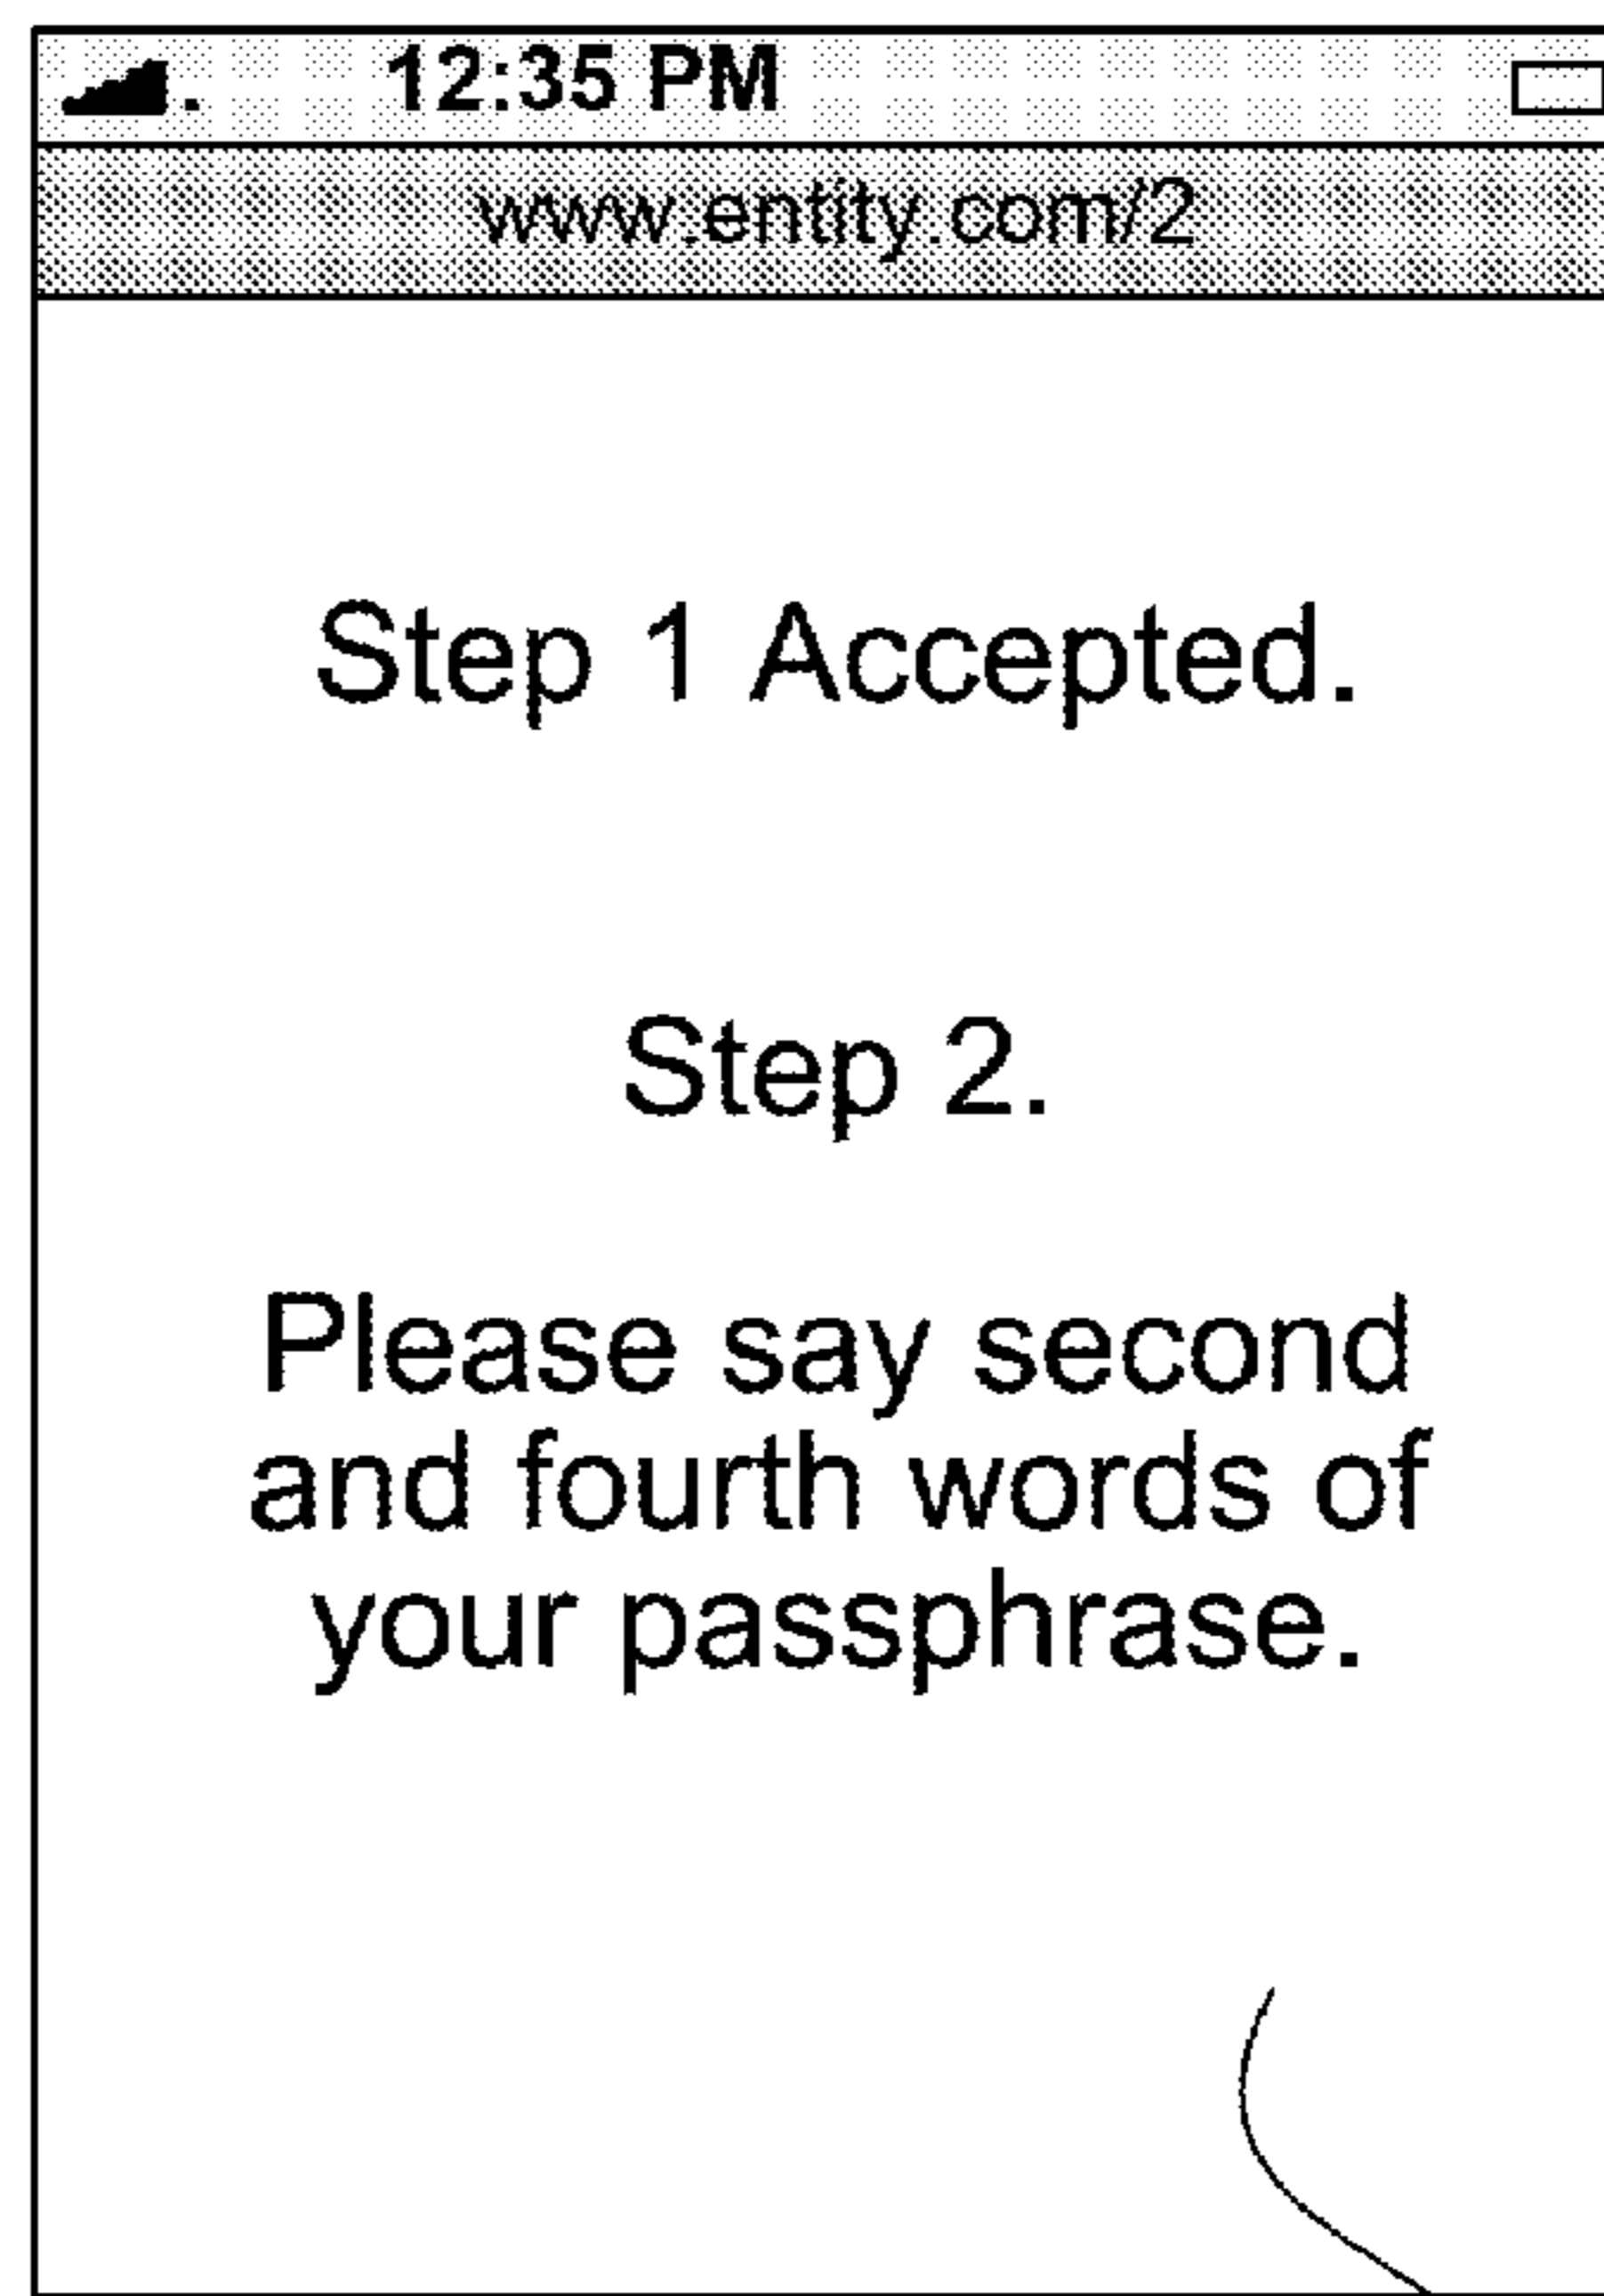 12:35 PM
www.entity.com/2
Step 1 Accepted.
Step 2.
Please say second
and fourth words of
your passphrase.